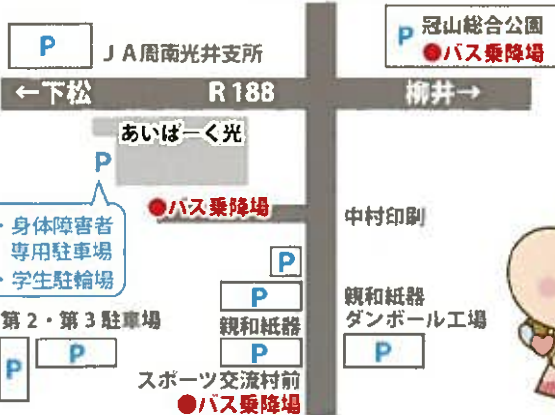 P
JA周南光井支所
P
冠山総合公園
●バス乗降場
←下松
R188
柳井→
あいぱーく光
P
●バス乗降場
・身体障害者
専用駐車場
・学生駐輪場
中村印刷
P
P
親和紙器
親和紙器
ダンボール工場
P
第2・第3駐車場
P
P
P
スポーツ交流村前
●バス乗降場